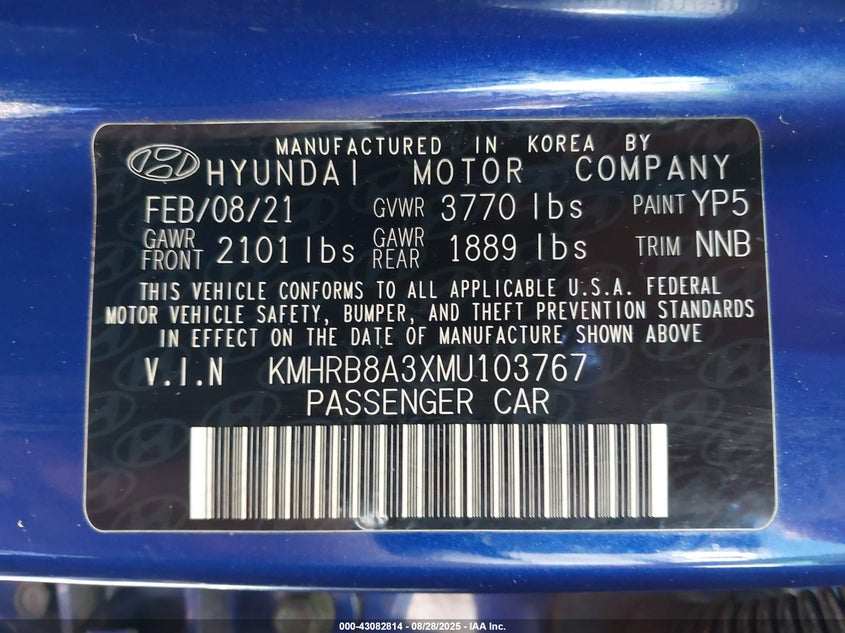 MANUFACTURED IN KOREA BY
HYUNDAI MOTOR COMPANY
FEB/08/21 GVWR 3770 lbs PAINT YP5
GAWR FRONT 2101 lbs GAWR REAR 1889 lbs TRIM NNB
THIS VEHICLE CONFORMS TO ALL APPLICABLE U.S.A. FEDERAL
MOTOR VEHICLE SAFETY, BUMPER, AND THEFT PREVENTION STANDARDS
IN EFFECT ON THE DATE OF MANUFACTURE SHOWN ABOVE
V.I.N KMHRB8A3XMU103767
PASSENGER CAR
000-43082814 - 08/28/2025 - IAA Inc.